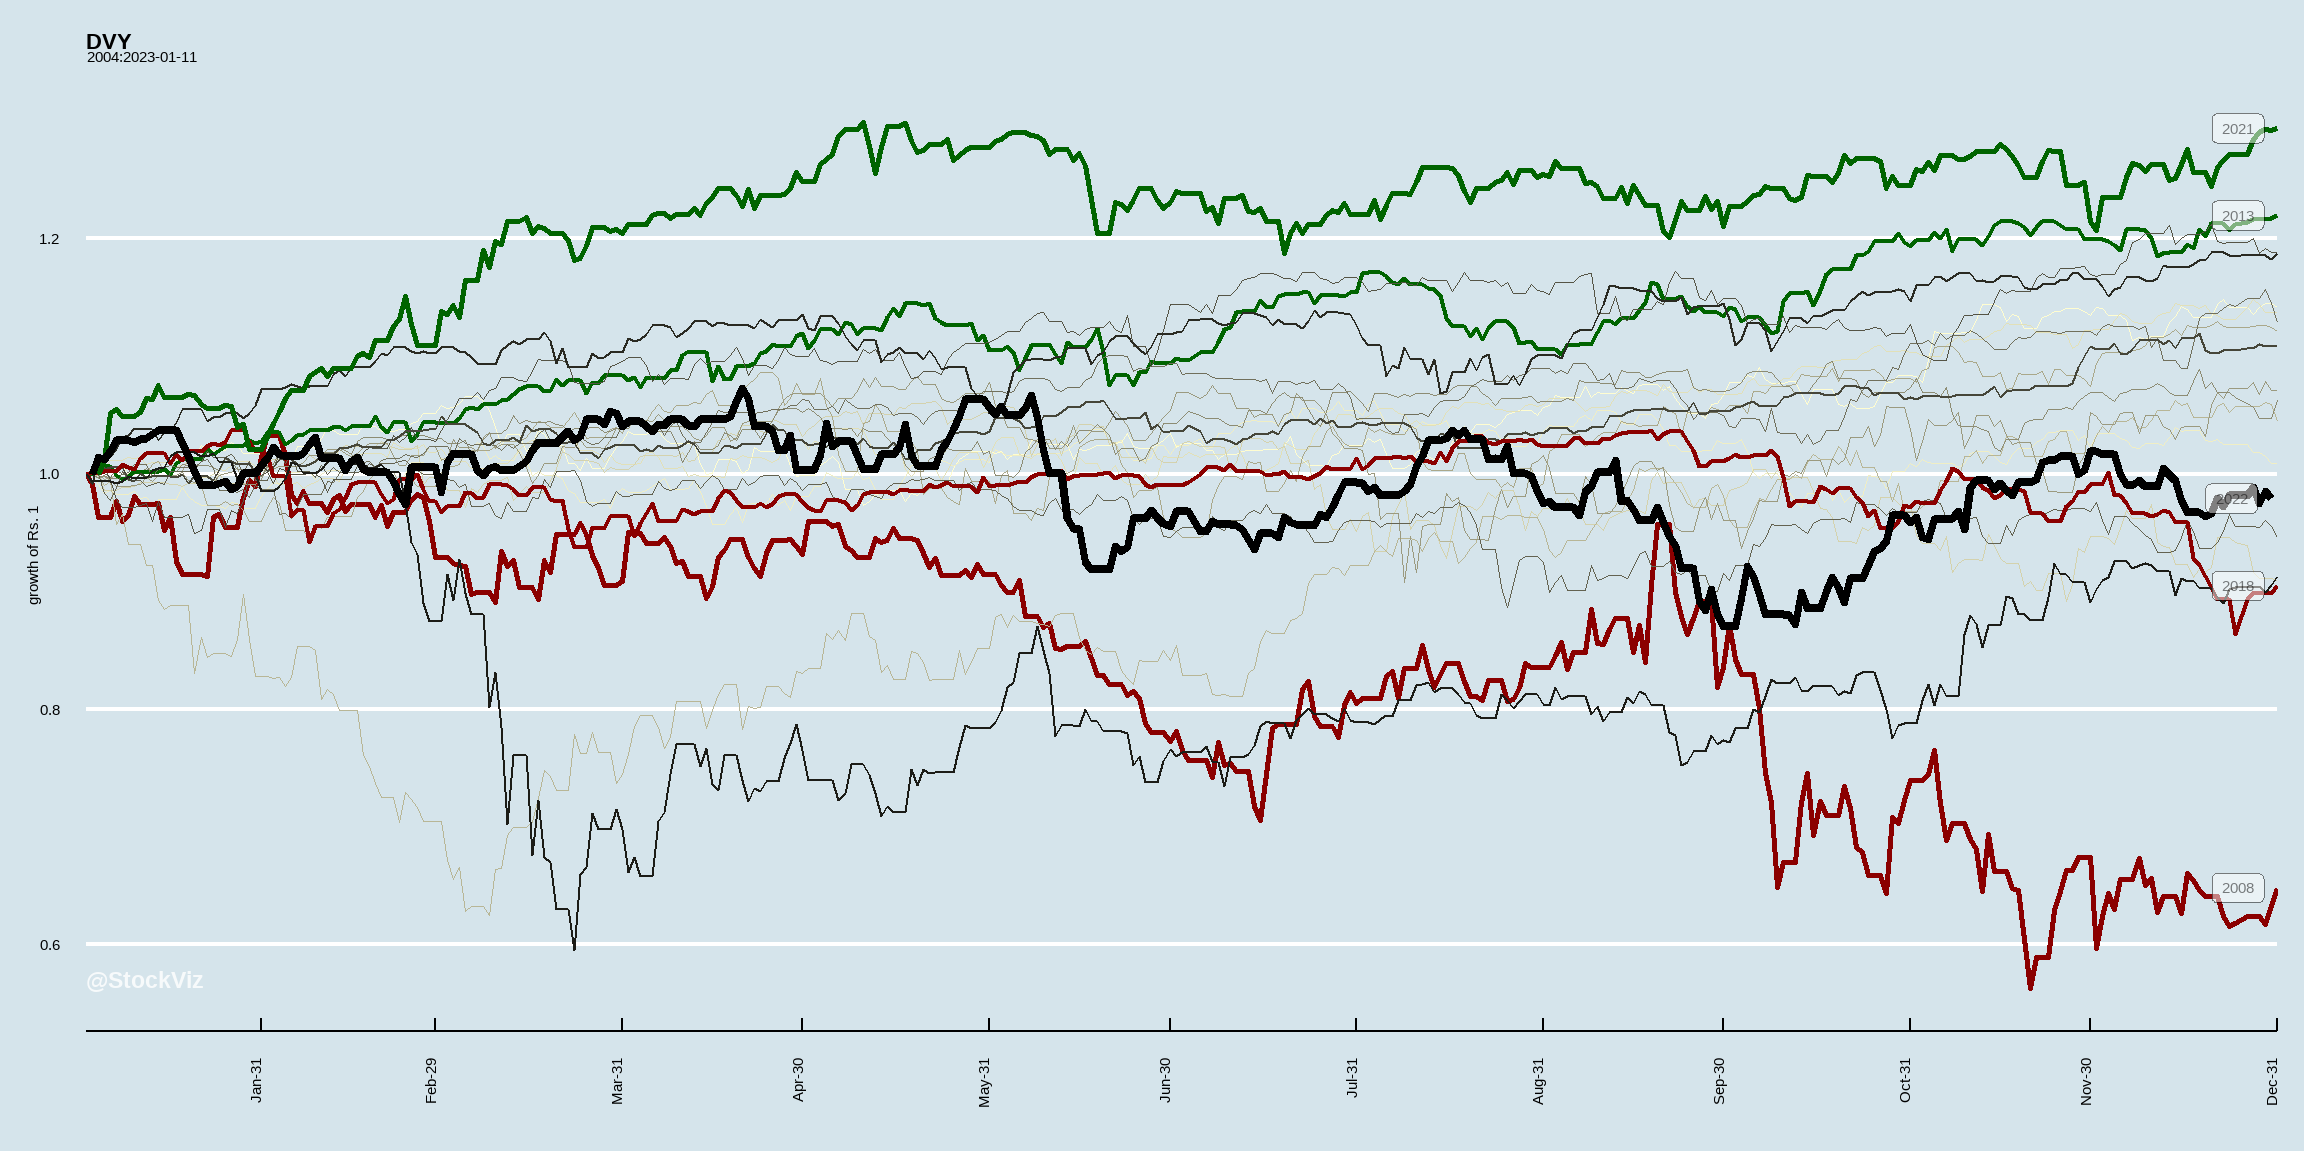 DVY
2004:2023-01-11
2021
1.2
2013
1.0
2022
growth of Rs. 1
2018
0.8
2008
0.6
@StockViz
Jan-31
Feb-29
Mar-31
Apr-30
May-31
Jun-30
Jul-31
Aug-31
Sep-30
Oct-31
Nov-30
Dec-31